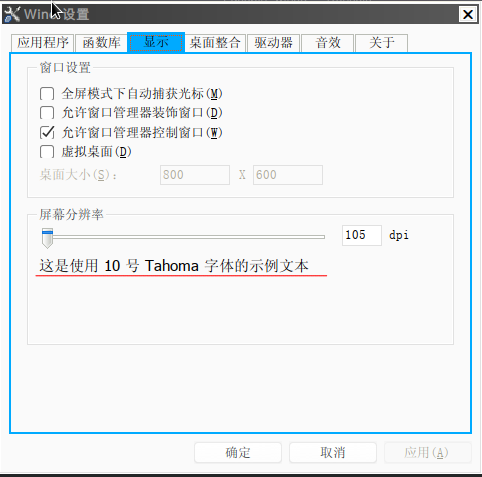 Wine 设置
应用程序 函数库 显示 桌面整合 驱动器 音效 关于
窗口设置
全屏模式下自动捕获光标(M)
允许窗口管理器装饰窗口(D)
允许窗口管理器控制窗口(W)
虚拟桌面(D)
桌面大小(S): 800 X 600
屏幕分辨率
105 dpi
这是使用 10 号 Tahoma 字体的示例文本
确定 取消 应用(A)